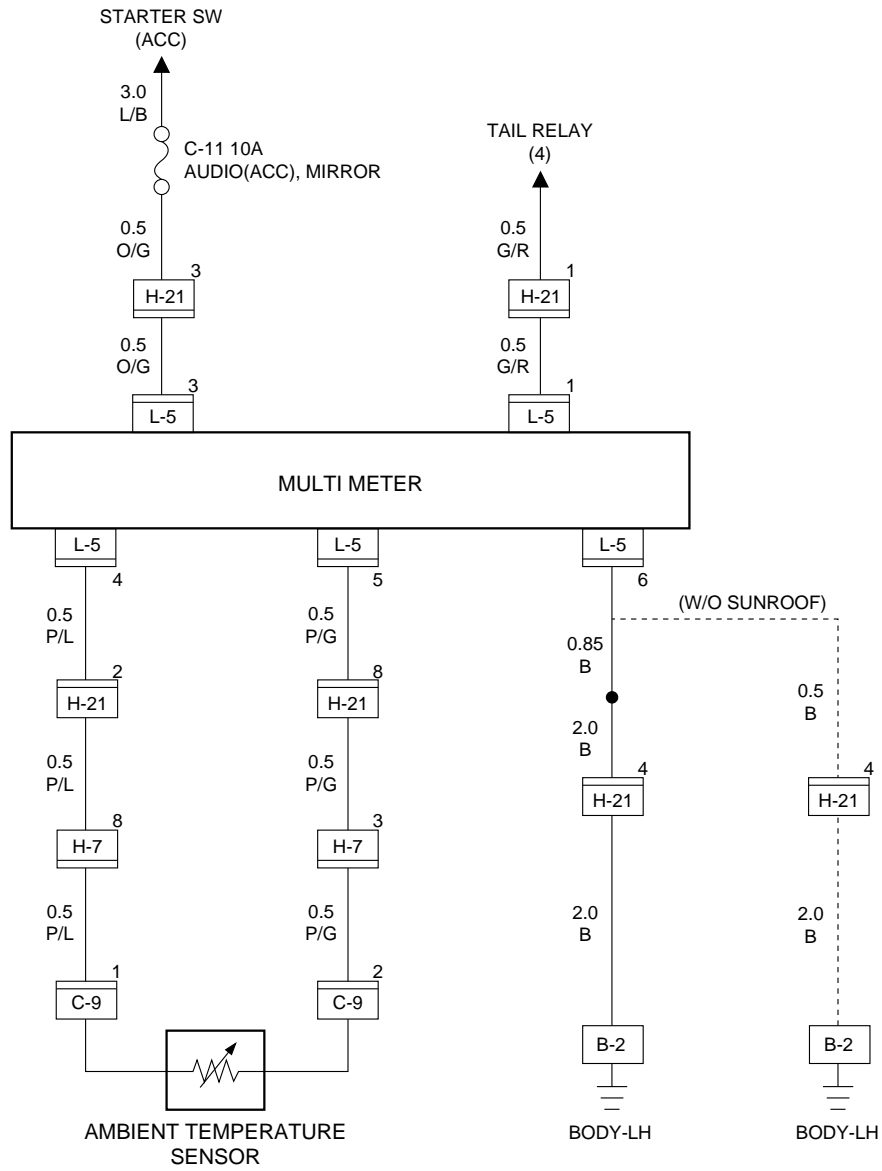 STARTER SW
(ACC)
3.0
L/B
C-11 10A
AUDIO(ACC), MIRROR
TAIL RELAY
(4)
0.5
O/G
0.5
G/R
3
1
H-21
H-21
0.5
O/G
0.5
G/R
3
1
L-5
L-5
MULTI METER
L-5
L-5
L-5
4
5
6
(W/O SUNROOF)
0.5
P/L
0.5
P/G
0.85
B
2
8
H-21
H-21
0.5
B
2.0
B
0.5
P/L
0.5
P/G
4
4
H-21
H-21
8
3
H-7
H-7
0.5
P/L
0.5
P/G
2.0
B
2.0
B
1
2
C-9
C-9
B-2
B-2
AMBIENT TEMPERATURE
SENSOR
BODY-LH
BODY-LH